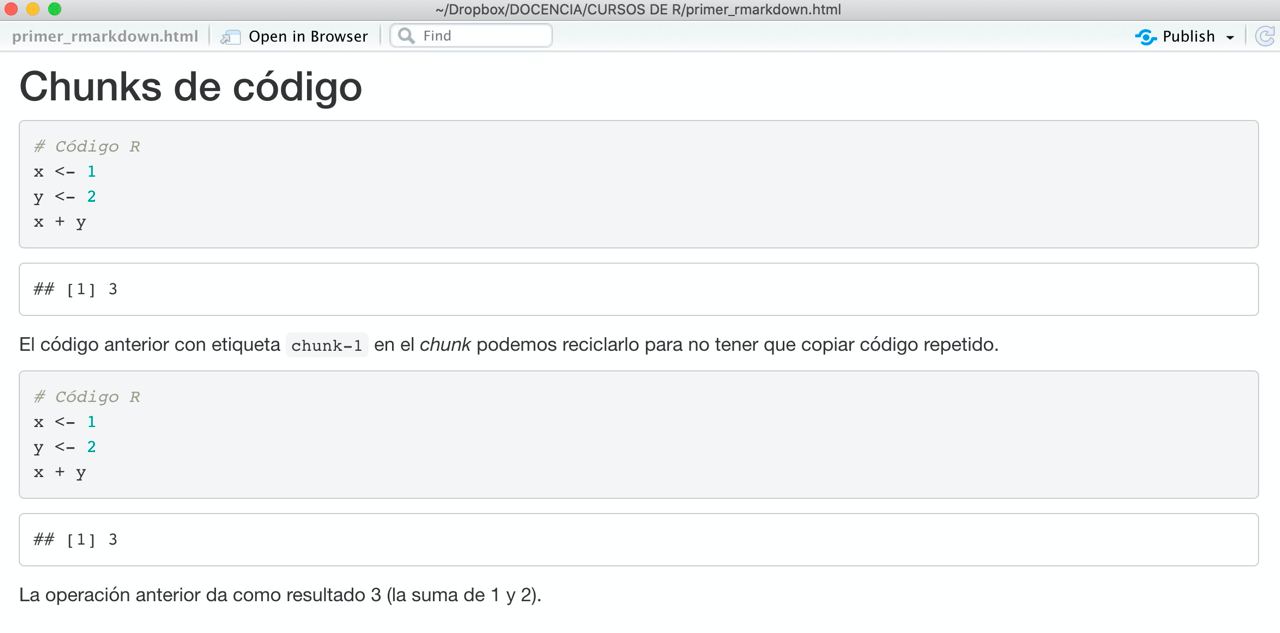 ~/Dropbox/DOCENCIA/CURSOS DE R/primer_rmarkdown.html
primer_rmarkdown.html Open in Browser Find Publish
Chunks de código
# Código R
x <- 1
y <- 2
x + y
## [1] 3
El código anterior con etiqueta chunk-1 en el chunk podemos reciclarlo para no tener que copiar código repetido.
# Código R
x <- 1
y <- 2
x + y
## [1] 3
La operación anterior da como resultado 3 (la suma de 1 y 2).